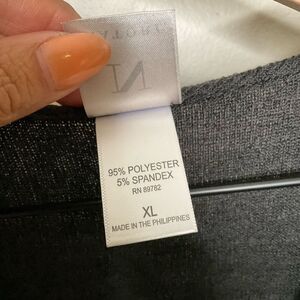 95% POLYESTER
5% SPANDEX
RN 89782
XL
MADE IN THE PHILIPPINES